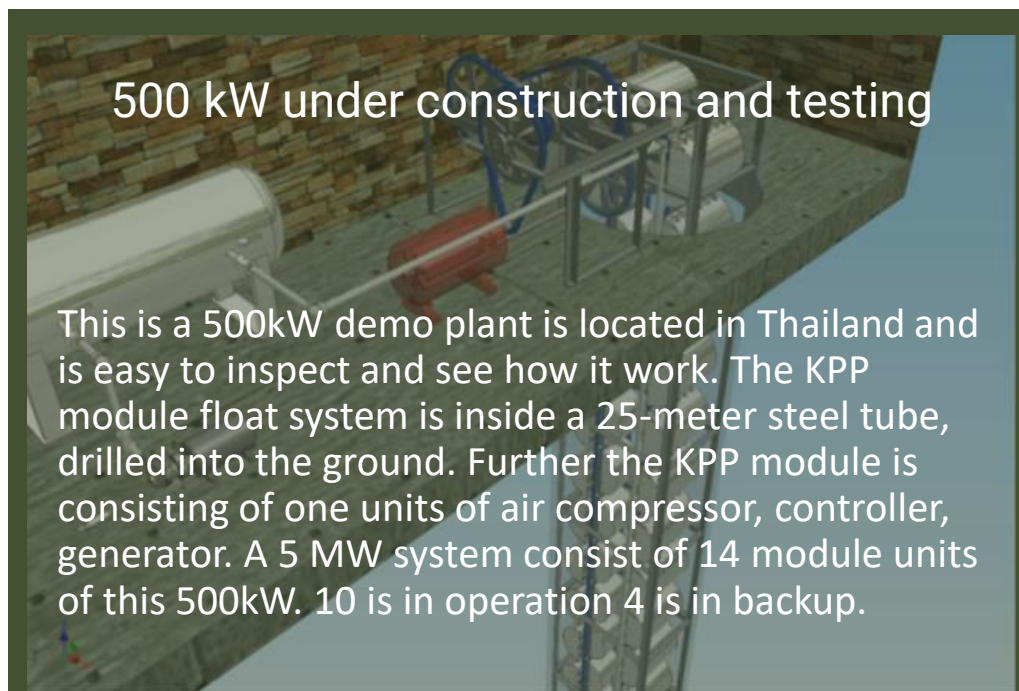 500 kW under construction and testing
This is a 500kW demo plant is located in Thailand and
is easy to inspect and see how it work. The KPP
module float system is inside a 25-meter steel tube,
drilled into the ground. Further the KPP module is
consisting of one units of air compressor, controller,
generator. A 5 MW system consist of 14 module units
of this 500kW. 10 is in operation 4 is in backup.